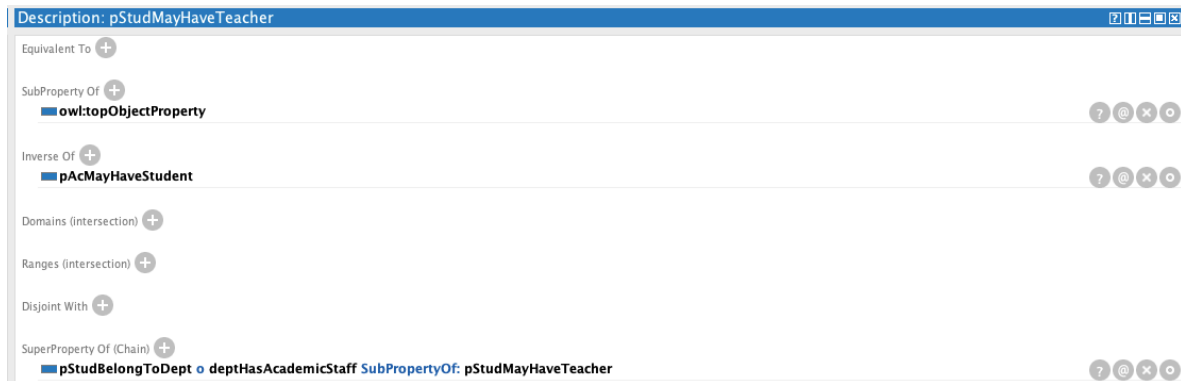 Description: pStudMayHaveTeacher
Equivalent To
SubProperty Of
owl:topObjectProperty
Inverse Of
pAcMayHaveStudent
Domains (intersection)
Ranges (intersection)
Disjoint With
SuperProperty Of (Chain)
pStudBelongToDept o deptHasAcademicStaff SubPropertyOf: pStudMayHaveTeacher